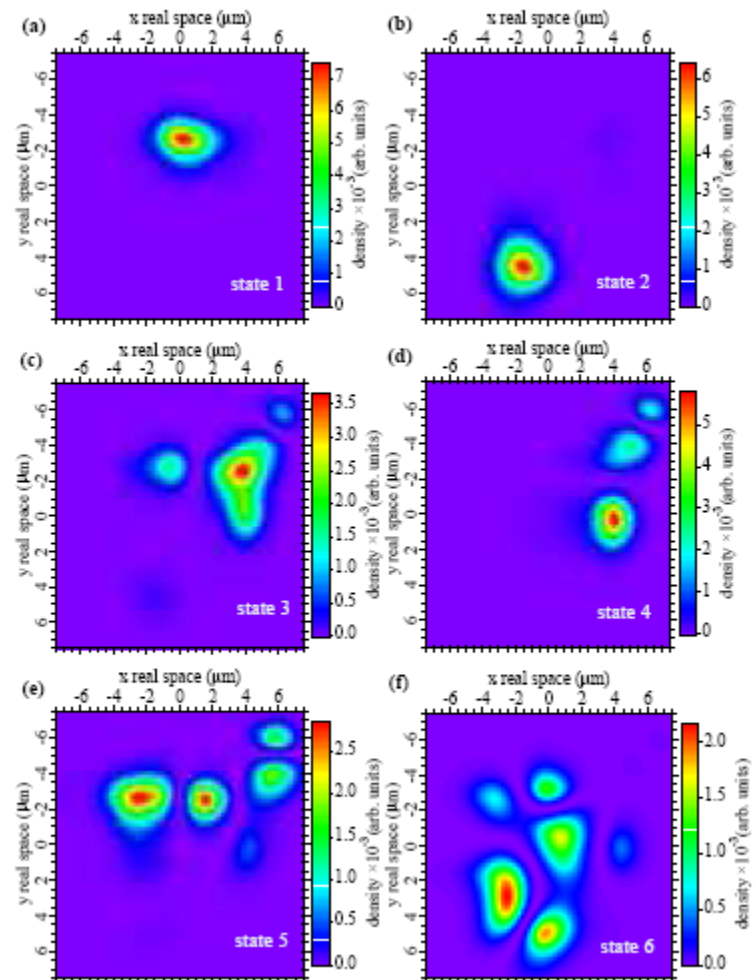 (a)
x real space (µm)
-6 -4 -2 0 2 4 6
y real space (µm)
-6 -4 -2 0 2 4 6
state 1
7
6
5
4
3
2
1
0
density ×10⁻³ (arb. units)
(b)
x real space (µm)
-6 -4 -2 0 2 4 6
y real space (µm)
-6 -4 -2 0 2 4 6
state 2
6
5
4
3
2
1
0
density ×10⁻³ (arb. units)
(c)
x real space (µm)
-6 -4 -2 0 2 4 6
y real space (µm)
-6 -4 -2 0 2 4 6
state 3
3.5
3.0
2.5
2.0
1.5
1.0
0.5
0.0
density ×10⁻³ (arb. units)
(d)
x real space (µm)
-6 -4 -2 0 2 4 6
y real space (µm)
-6 -4 -2 0 2 4 6
state 4
5
4
3
2
1
0
density ×10⁻³ (arb. units)
(e)
x real space (µm)
-6 -4 -2 0 2 4 6
y real space (µm)
-6 -4 -2 0 2 4 6
state 5
2.5
2.0
1.5
1.0
0.5
0.0
density ×10⁻³ (arb. units)
(f)
x real space (µm)
-6 -4 -2 0 2 4 6
y real space (µm)
-6 -4 -2 0 2 4 6
state 6
2.0
1.5
1.0
0.5
0.0
density ×10⁻³ (arb. units)